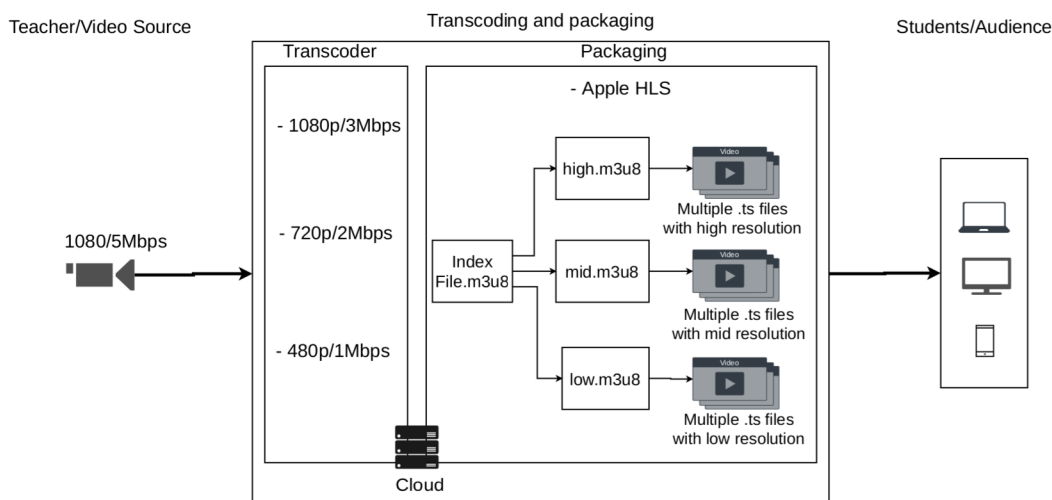 Teacher/Video Source
Transcoding and packaging
Students/Audience
Transcoder
Packaging
- Apple HLS
- 1080p/3Mbps
- 720p/2Mbps
- 480p/1Mbps
1080/5Mbps
Index
File.m3u8
high.m3u8
Video
Multiple .ts files
with high resolution
mid.m3u8
Video
Multiple .ts files
with mid resolution
low.m3u8
Video
Multiple .ts files
with low resolution
Cloud